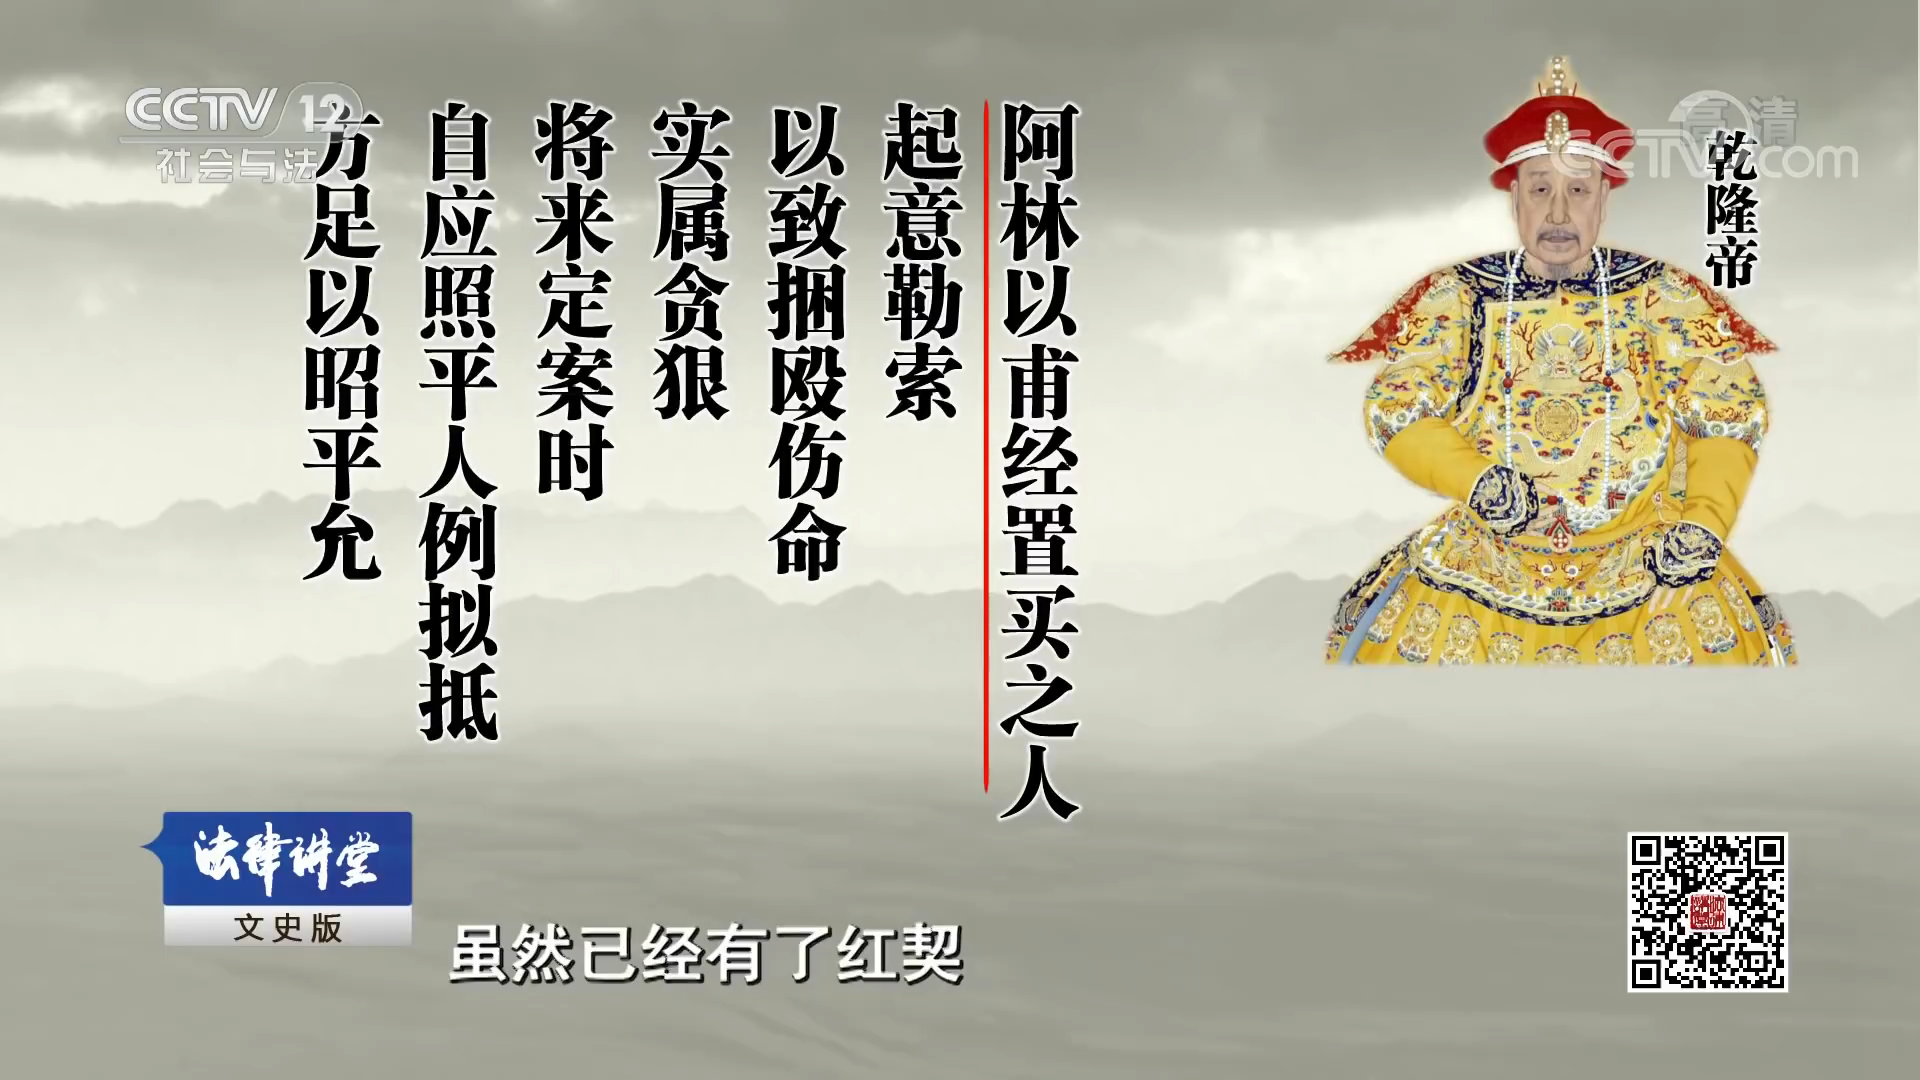 CCTV 12
社会与法
高清
CCTV.com
乾隆帝
阿林以甫经置买之人
起意勒索
以致捆殴伤命
实属贪狠
将来定案时
自应照平人例拟抵
方足以昭平允
法律讲堂
文史版
虽然已经有了红契